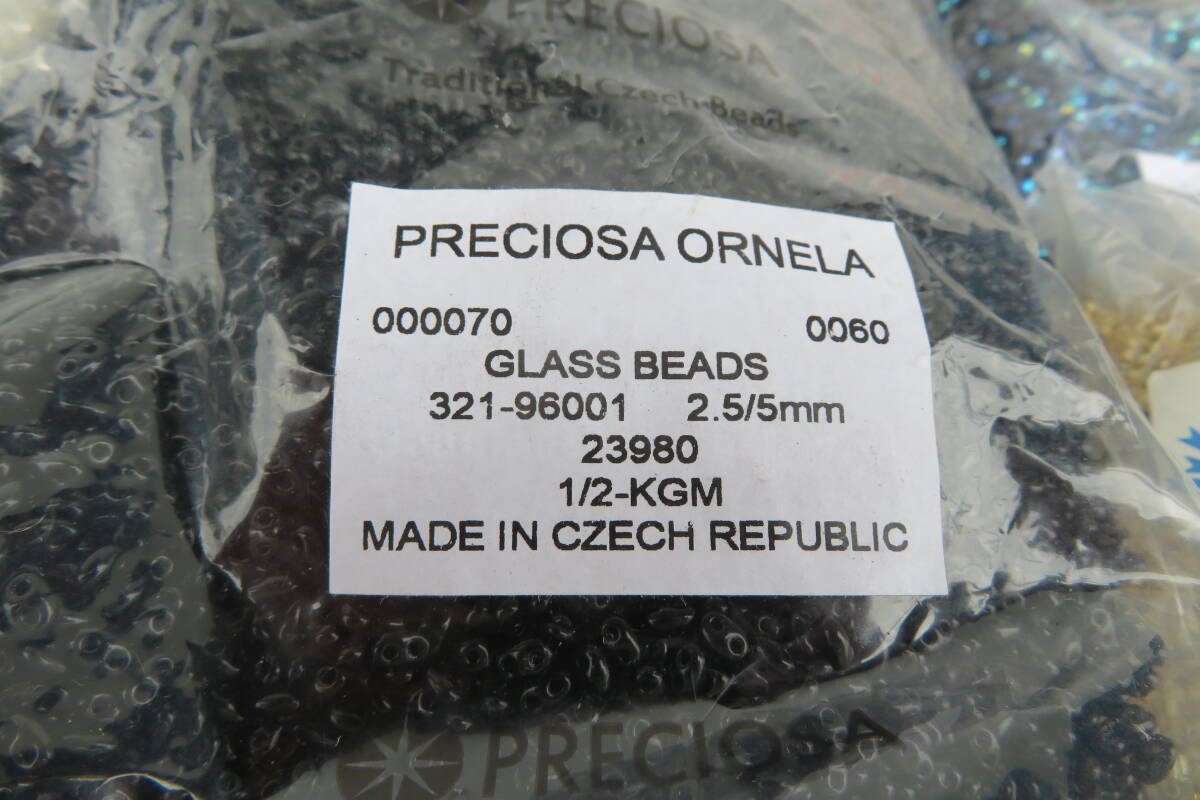 PRECIOSA
Traditional Czech Beads
PRECIOSA ORNELA
000070 0060
GLASS BEADS
321-96001 2.5/5mm
23980
1/2-KGM
MADE IN CZECH REPUBLIC
PRECIOSA